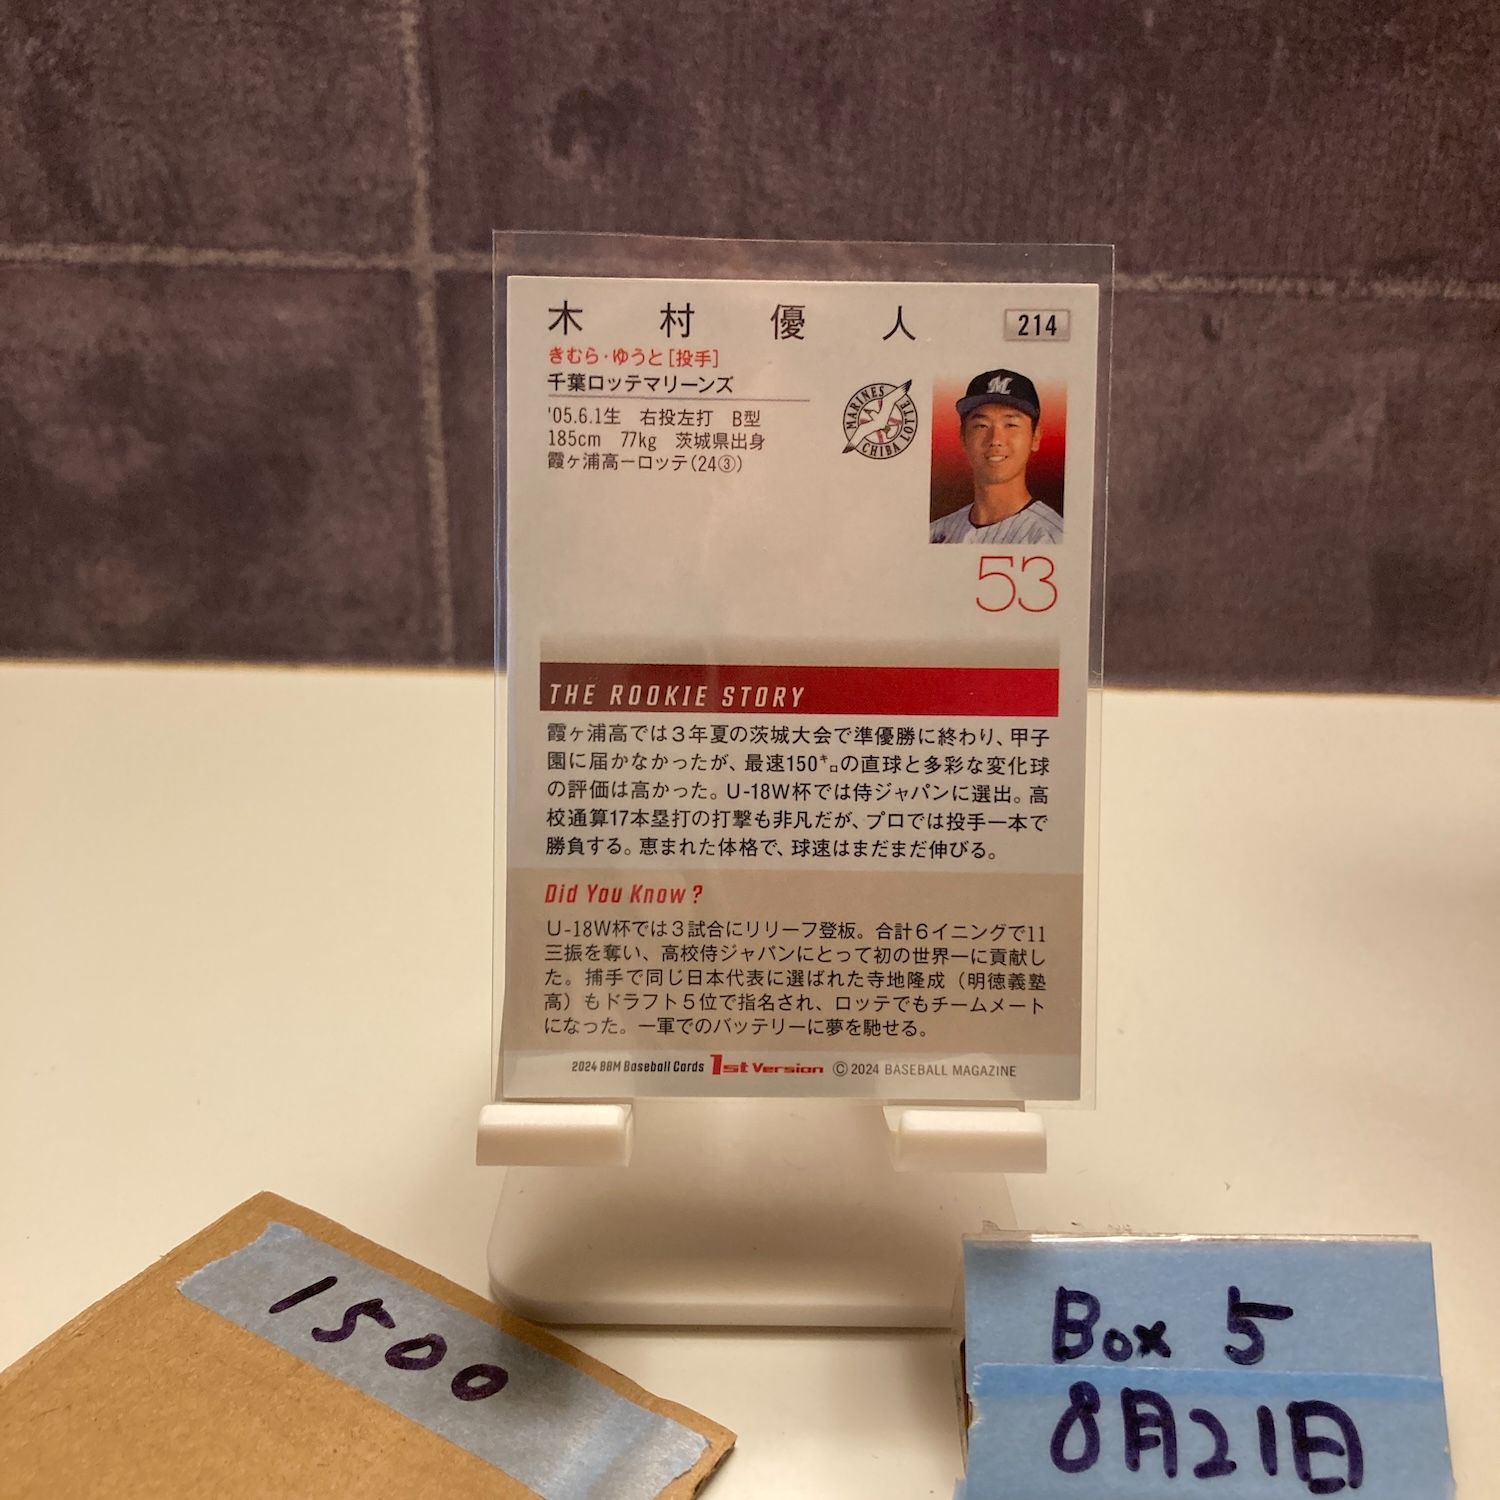 木村優人
214
きむら・ゆうと[投手]
千葉ロッテマリーンズ
'05.6.1生 右投左打 B型
185cm 77kg 茨城県出身
霞ヶ浦高ーロッテ(24③)
MARINES
CHIBA LOTTE
M
53
THE ROOKIE STORY
霞ヶ浦高では3年夏の茨城大会で準優勝に終わり、甲子
園に届かなかったが、最速150㌔の直球と多彩な変化球
の評価は高かった。U-18W杯では侍ジャパンに選出。高
校通算17本塁打の打撃も非凡だが、プロでは投手一本で
勝負する。恵まれた体格で、球速はまだまだ伸びる。
Did You Know?
U-18W杯では3試合にリリーフ登板。合計6イニングで11
三振を奪い、高校侍ジャパンにとって初の世界一に貢献し
た。捕手で同じ日本代表に選ばれた寺地隆成（明徳義塾
高）もドラフト5位で指名され、ロッテでもチームメート
になった。一軍でのバッテリーに夢を馳せる。
2024 BBM Baseball Cards 1st Version ©2024 BASEBALL MAGAZINE
1500
Box 5
8月21日